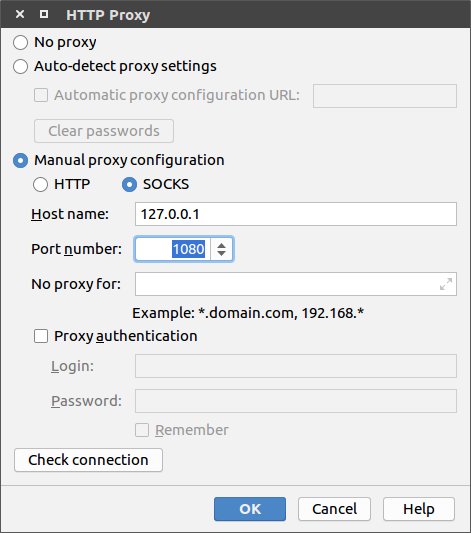 HTTP Proxy
No proxy
Auto-detect proxy settings
Automatic proxy configuration URL:
Clear passwords
Manual proxy configuration
HTTP SOCKS
Host name: 127.0.0.1
Port number: 1080
No proxy for:
Example: *.domain.com, 192.168.*
Proxy authentication
Login:
Password:
Remember
Check connection
OK Cancel Help